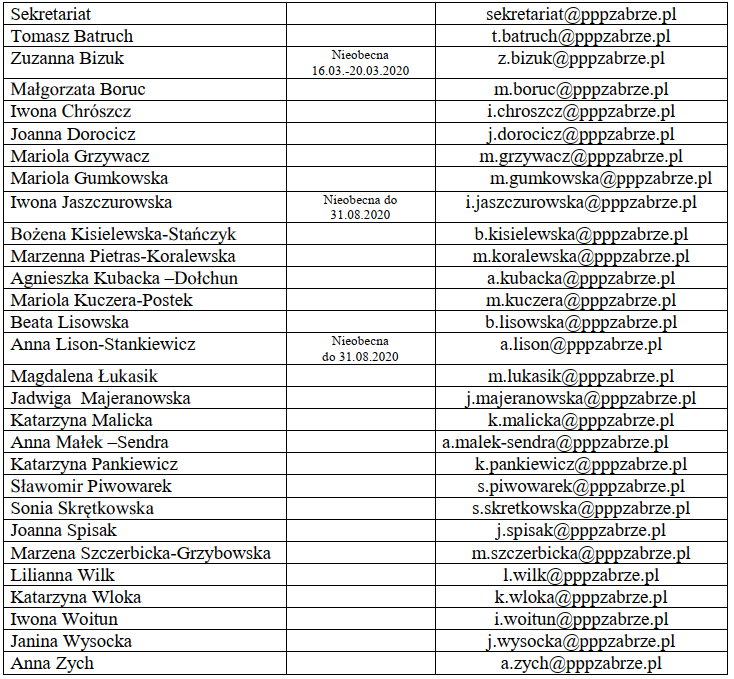 Sekretariat sekretariat@pppzabrze.pl
Tomasz Batruch t.batruch@pppzabrze.pl
Zuzanna Bizuk Nieobecna z.bizuk@pppzabrze.pl
16.03.-20.03.2020
Małgorzata Boruc m.boruc@pppzabrze.pl
Iwona Chrószcz i.chroszcz@pppzabrze.pl
Joanna Dorocicz j.dorocicz@pppzabrze.pl
Mariola Grzywacz m.grzywacz@pppzabrze.pl
Mariola Gumkowska m.gumkowska@pppzabrze.pl
Iwona Jaszczurowska Nieobecna do i.jaszczurowska@pppzabrze.pl
31.08.2020
Bożena Kisielewska-Stańczyk b.kisielewska@pppzabrze.pl
Marzenna Pietras-Koralewska m.koralewska@pppzabrze.pl
Agnieszka Kubacka –Dołchun a.kubacka@pppzabrze.pl
Mariola Kuczera-Postek m.kuczera@pppzabrze.pl
Beata Lisowska b.lisowska@pppzabrze.pl
Anna Lison-Stankiewicz Nieobecna a.lison@pppzabrze.pl
do 31.08.2020
Magdalena Łukasik m.lukasik@pppzabrze.pl
Jadwiga  Majeranowska j.majeranowska@pppzabrze.pl
Katarzyna Malicka k.malicka@pppzabrze.pl
Anna Małek –Sendra a.malek-sendra@pppzabrze.pl
Katarzyna Pankiewicz k.pankiewicz@pppzabrze.pl
Sławomir Piwowarek s.piwowarek@pppzabrze.pl
Sonia Skrętkowska s.skretkowska@pppzabrze.pl
Joanna Spisak j.spisak@pppzabrze.pl
Marzena Szczerbicka-Grzybowska m.szczerbicka@pppzabrze.pl
Lilianna Wilk l.wilk@pppzabrze.pl
Katarzyna Wloka k.wloka@pppzabrze.pl
Iwona Woitun i.woitun@pppzabrze.pl
Janina Wysocka j.wysocka@pppzabrze.pl
Anna Zych a.zych@pppzabrze.pl